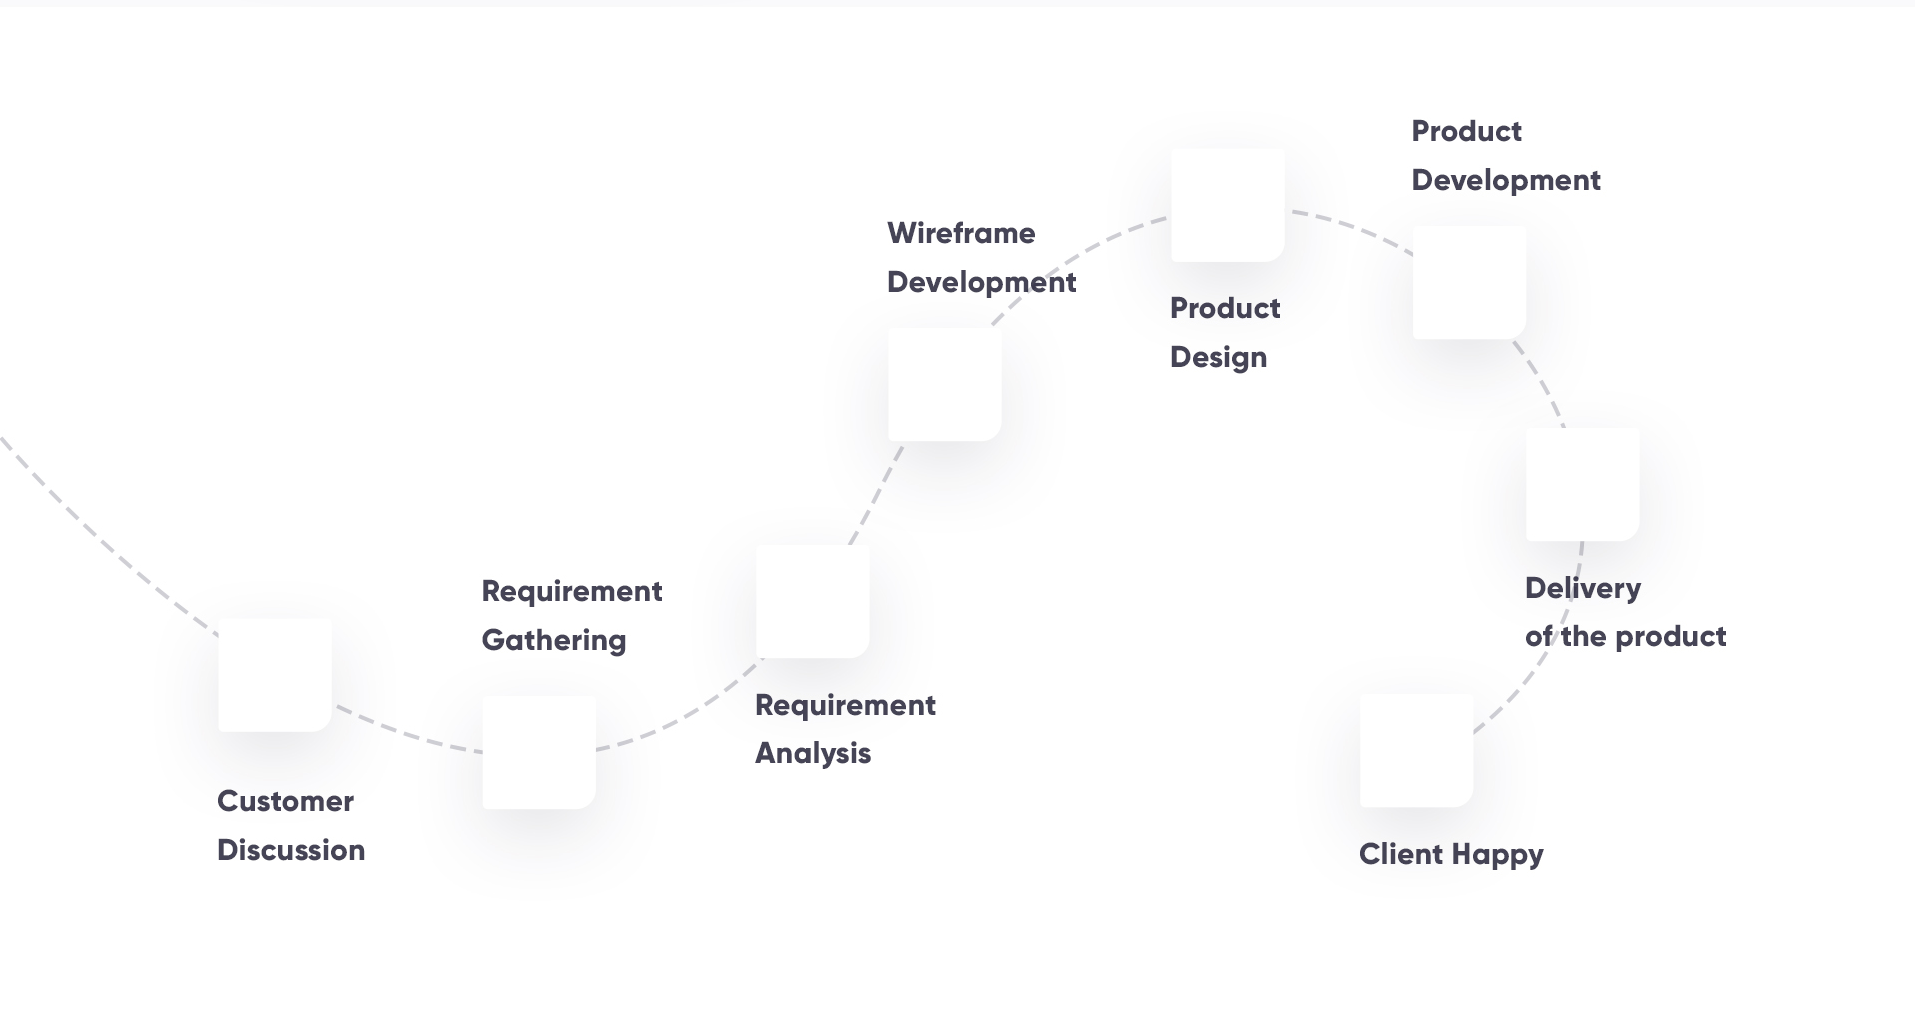 Customer
Discussion
Requirement
Gathering
Requirement
Analysis
Wireframe
Development
Product
Design
Product
Development
Delivery
of the product
Client Happy